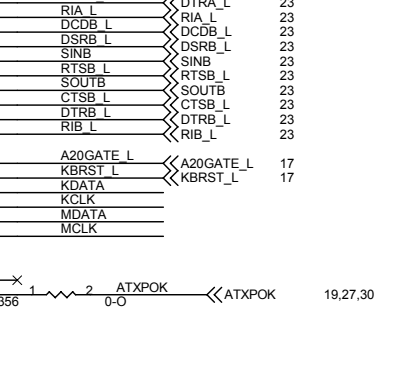 DTRA_L 23
RIA_L RIA_L 23
DCDB_L DCDB_L 23
DSRB_L DSRB_L 23
SINB SINB 23
RTSB_L RTSB_L 23
SOUTB SOUTB 23
CTSB_L CTSB_L 23
DTRB_L DTRB_L 23
RIB_L RIB_L 23
A20GATE_L A20GATE_L 17
KBRST_L KBRST_L 17
KDATA
KCLK
MDATA
MCLK
1 2 ATXPOK ATXPOK 19,27,30
356 0-O